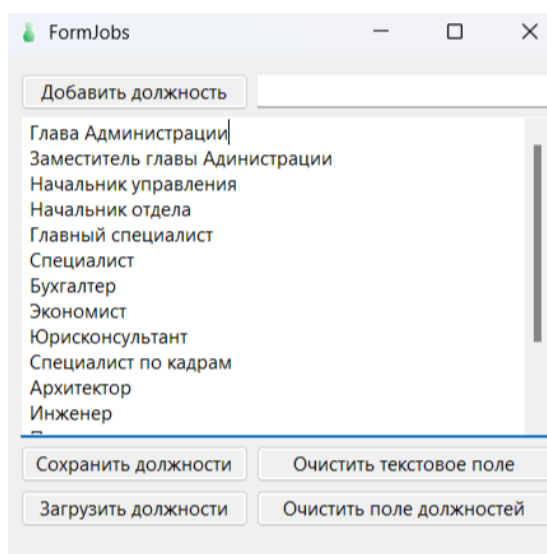 FormJobs
Добавить должность
Глава Администрации
Заместитель главы Адинистрации
Начальник управления
Начальник отдела
Главный специалист
Специалист
Бухгалтер
Экономист
Юрисконсультант
Специалист по кадрам
Архитектор
Инженер
Сохранить должности
Очистить текстовое поле
Загрузить должности
Очистить поле должностей